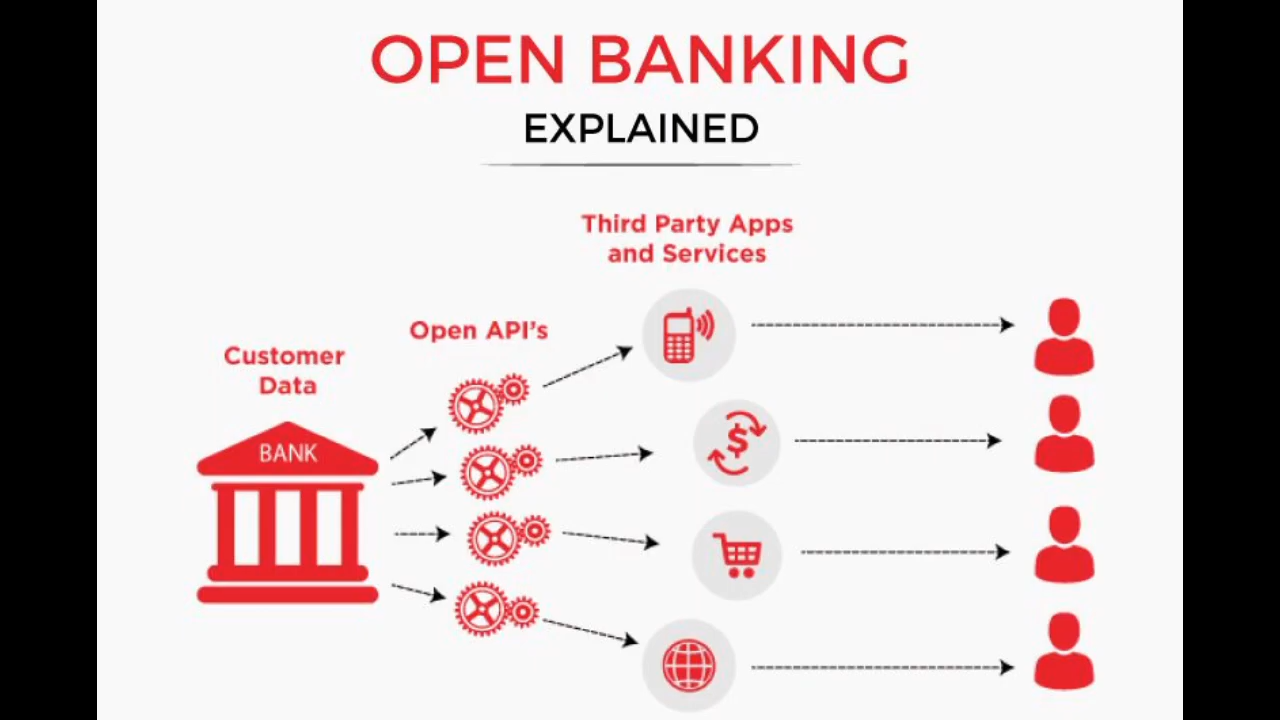 OPEN BANKING
EXPLAINED
Third Party Apps
and Services
Open API's
Customer
Data
BANK
$